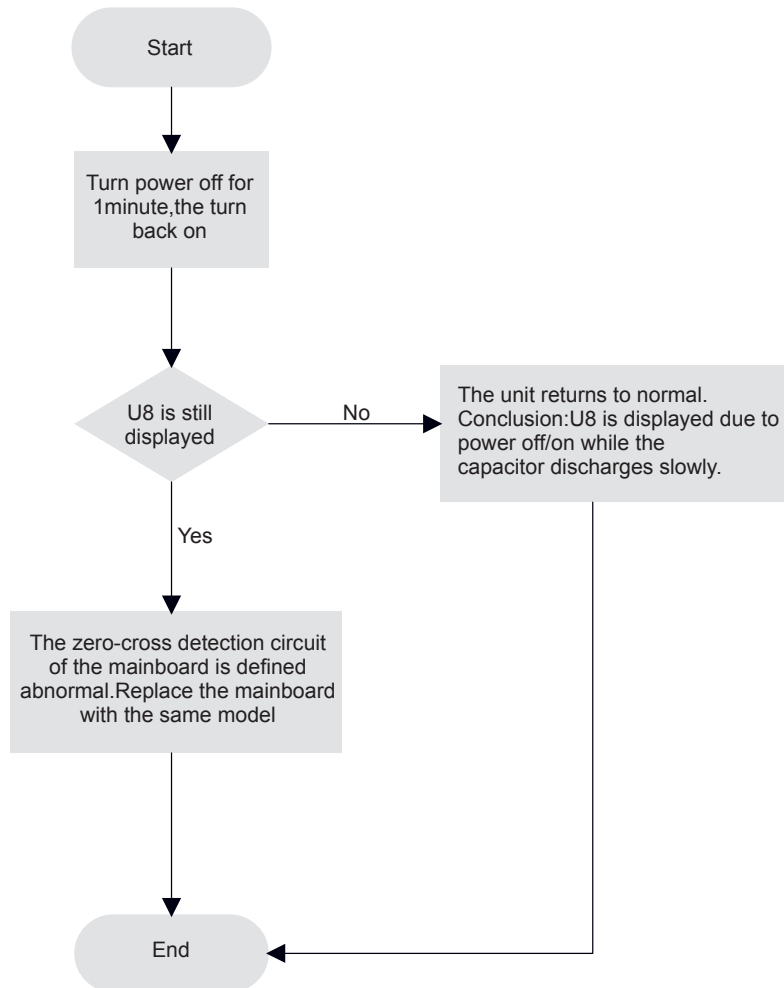 Start
Turn power off for
1minute,the turn
back on
U8 is still
displayed
No
The unit returns to normal.
Conclusion:U8 is displayed due to
power off/on while the
capacitor discharges slowly.
Yes
The zero-cross detection circuit
of the mainboard is defined
abnormal.Replace the mainboard
with the same model
End